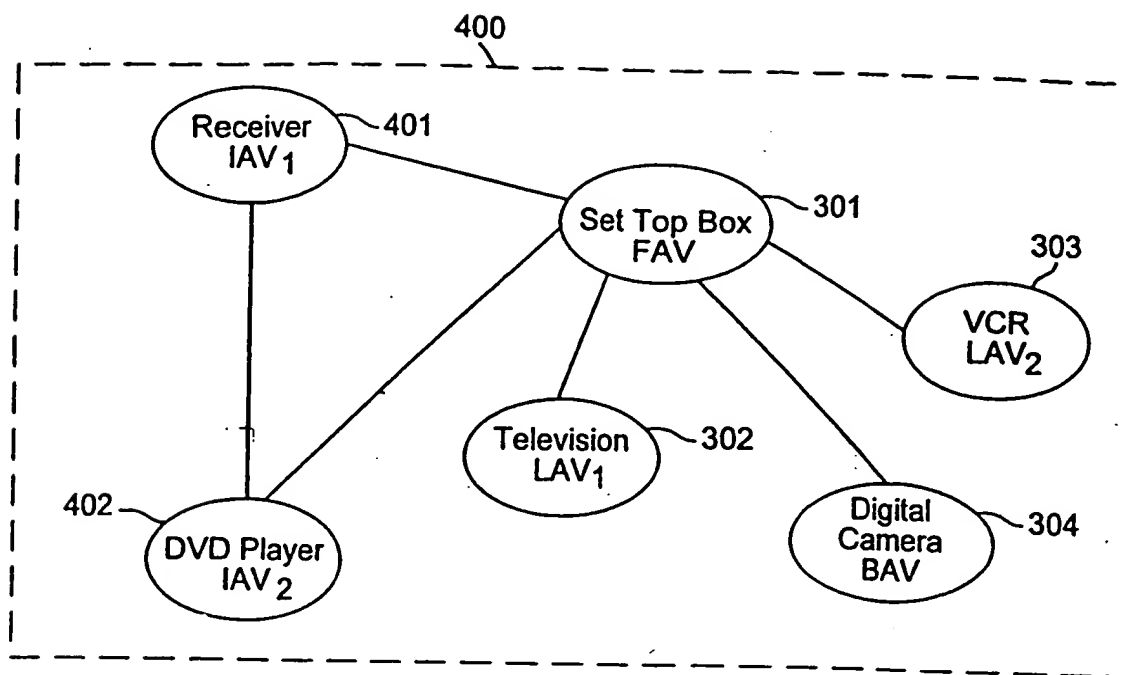 400
Receiver
IAV1
401
Set Top Box
FAV
301
303
VCR
LAV2
Television
LAV1
302
402
DVD Player
IAV2
Digital
Camera
BAV
304